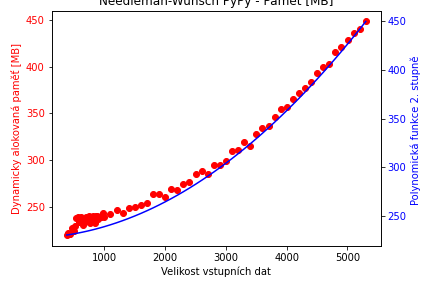 Needleman-Wunsch PyPy - Paměť [MB]
450
400
350
300
250
Dynamicky alokovaná paměť [MB]
450
400
350
300
250
Polynomická funkce 2. stupně
1000 2000 3000 4000 5000
Velikost vstupních dat